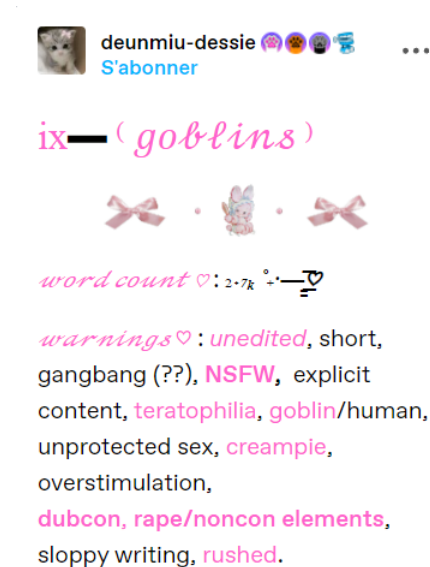 deunmiu-dessie
S'abonner
ix━ ( 𝓰𝓸𝓫𝓵𝓲𝓷𝓼 )
𝔀𝓸𝓻𝓭 𝓬𝓸𝓾𝓷𝓽 ♡ : 2.7k
𝔀𝓪𝓻𝓷𝓲𝓷𝓰𝓼 ♡ : unedited, short,
gangbang (??), NSFW, explicit
content, teratophilia, goblin/human,
unprotected sex, creampie,
overstimulation,
dubcon, rape/noncon elements,
sloppy writing, rushed.